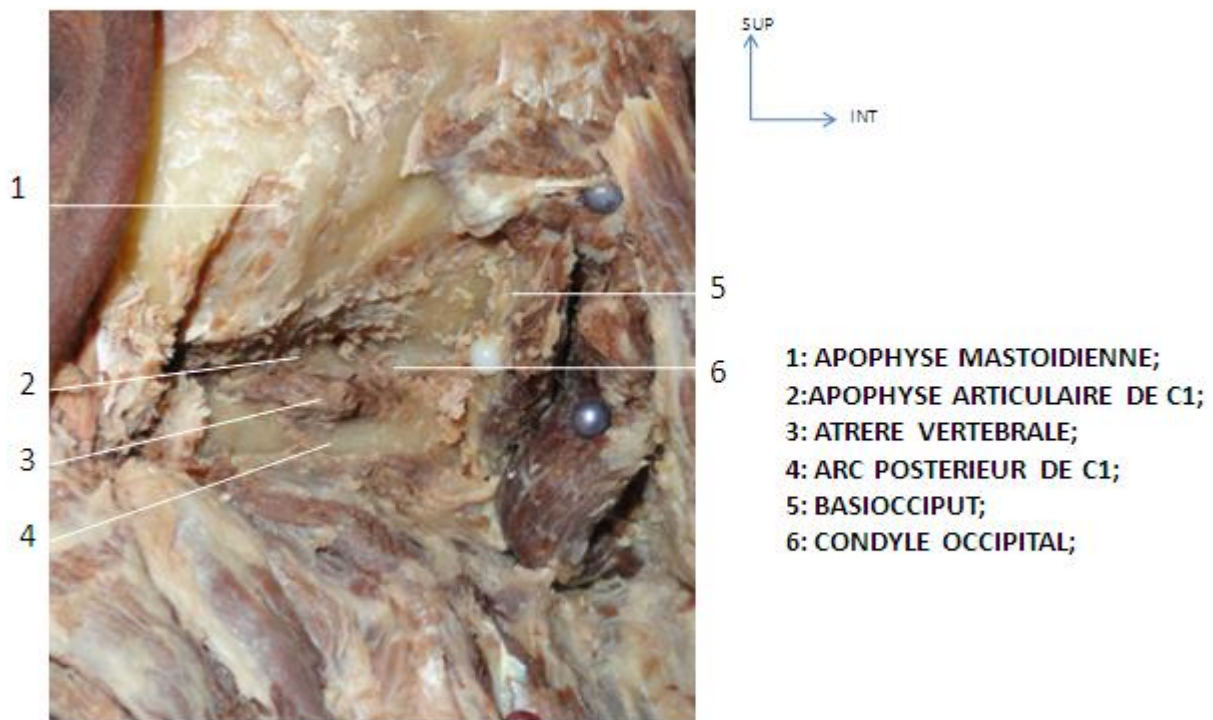 SUP
INT
1
2
3
4
5
6
1: APOPHYSE MASTOIDIENNE;
2:APOPHYSE ARTICULAIRE DE C1;
3: ATRERE VERTEBRALE;
4: ARC POSTERIEUR DE C1;
5: BASIOCCIPUT;
6: CONDYLE OCCIPITAL;